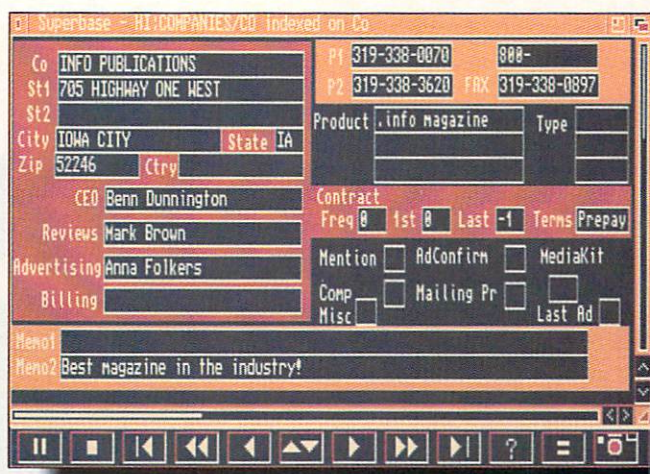 Superbase - HI:COMPANIES/CO indexed on Co
Co INFO PUBLICATIONS
St1 705 HIGHWAY ONE WEST
St2
City IOWA CITY State IA
Zip 52246 Ctry
CEO Benn Dunnington
Reviews Mark Brown
Advertising Anna Folkers
Billing
P1 319-338-0070 800-
P2 319-338-3620 FAX 319-338-0897
Product .info magazine Type
Contract
Freq 0 1st 0 Last -1 Terms Prepay
Mention AdConfirm MediaKit
Comp Mailing Pr
Misc Last Ad
Memo1
Memo2 Best magazine in the industry!
? =